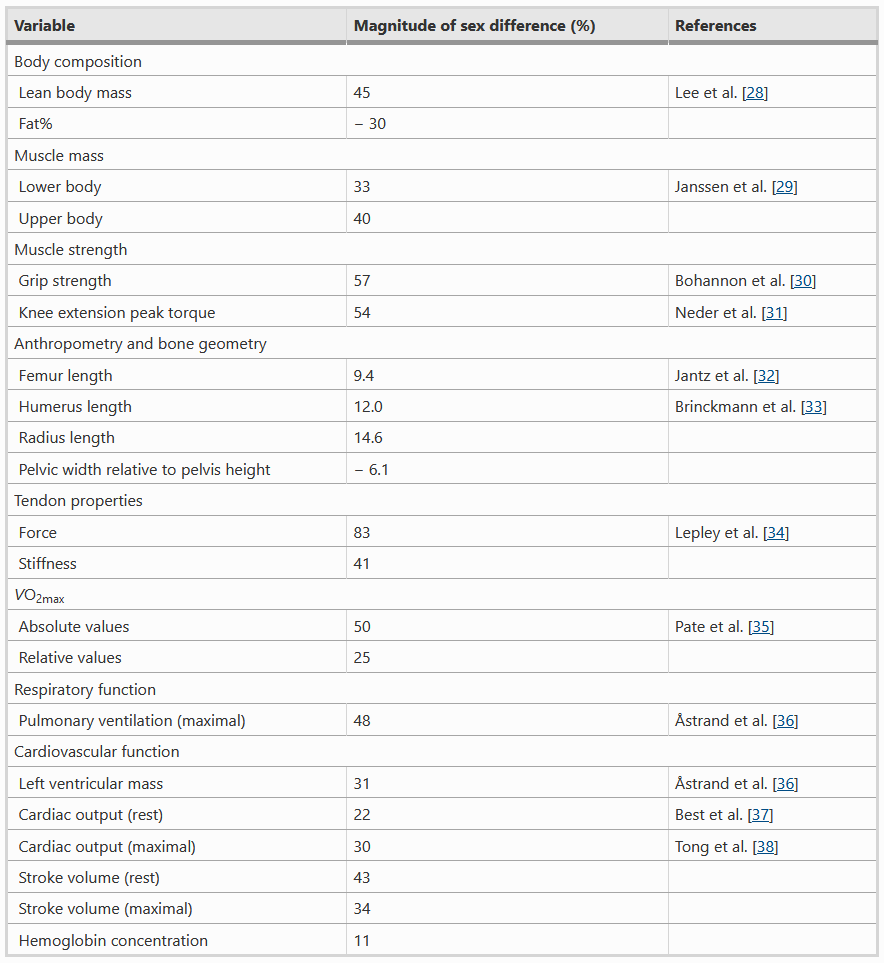 Variable Magnitude of sex difference (%) References
Body composition
Lean body mass 45 Lee et al. [28]
Fat% − 30
Muscle mass
Lower body 33 Janssen et al. [29]
Upper body 40
Muscle strength
Grip strength 57 Bohannon et al. [30]
Knee extension peak torque 54 Neder et al. [31]
Anthropometry and bone geometry
Femur length 9.4 Jantz et al. [32]
Humerus length 12.0 Brinckmann et al. [33]
Radius length 14.6
Pelvic width relative to pelvis height − 6.1
Tendon properties
Force 83 Lepley et al. [34]
Stiffness 41
VO2max
Absolute values 50 Pate et al. [35]
Relative values 25
Respiratory function
Pulmonary ventilation (maximal) 48 Åstrand et al. [36]
Cardiovascular function
Left ventricular mass 31 Åstrand et al. [36]
Cardiac output (rest) 22 Best et al. [37]
Cardiac output (maximal) 30 Tong et al. [38]
Stroke volume (rest) 43
Stroke volume (maximal) 34
Hemoglobin concentration 11